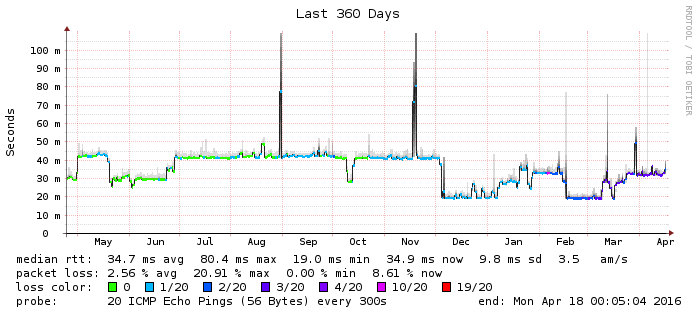 Last 360 Days
RRDTOOL / TOBI OETIKER
Seconds
100 m
90 m
80 m
70 m
60 m
50 m
40 m
30 m
20 m
10 m
0
May Jun Jul Aug Sep Oct Nov Dec Jan Feb Mar Apr
median rtt: 34.7 ms avg 80.4 ms max 19.0 ms min 34.9 ms now 9.8 ms sd 3.5 am/s
packet loss: 2.56 % avg 20.91 % max 0.00 % min 8.61 % now
loss color: 0 1/20 2/20 3/20 4/20 10/20 19/20
probe: 20 ICMP Echo Pings (56 Bytes) every 300s end: Mon Apr 18 00:05:04 2016